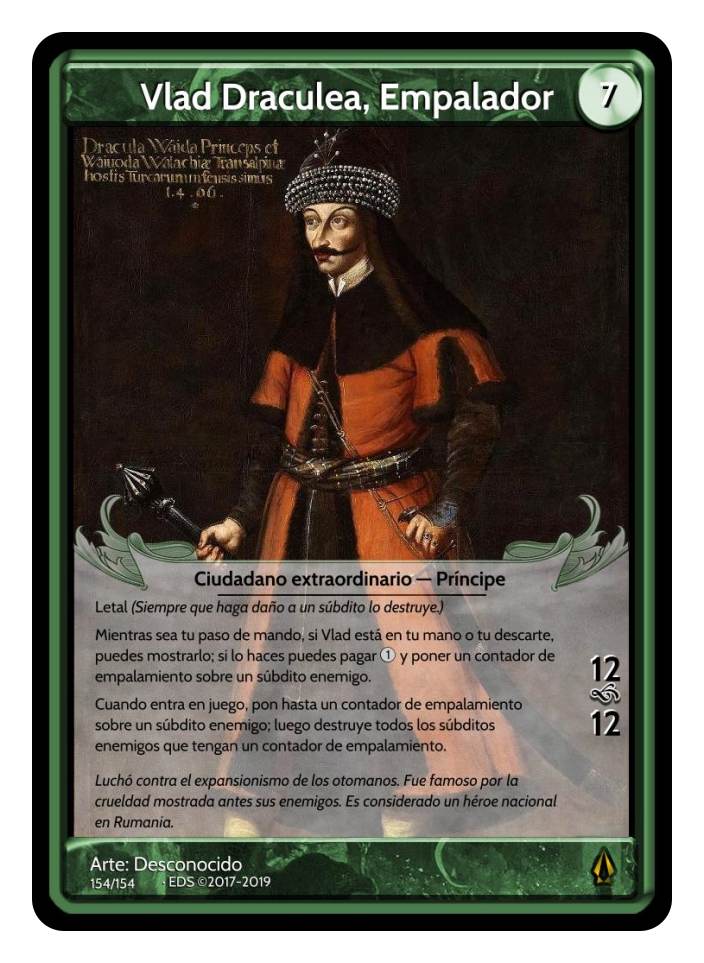 Vlad Draculea, Empalador
7
Dracula Waida Princeps et
Waiuoda Walachiæ Transalpinæ
hostis Turcarum
1.4.66.
Ciudadano extraordinario — Príncipe
Letal (Siempre que haga daño a un súbdito lo destruye.)
Mientras sea tu paso de mando, si Vlad está en tu mano o tu descarte,
puedes mostrarlo; si lo haces puedes pagar 1 y poner un contador de
empalamiento sobre un súbdito enemigo.
Cuando entra en juego, pon hasta un contador de empalamiento
sobre un súbdito enemigo; luego destruye todos los súbditos
enemigos que tengan un contador de empalamiento.
12
12
Luchó contra el expansionismo de los otomanos. Fue famoso por la
crueldad mostrada antes sus enemigos. Es considerado un héroe nacional
en Rumania.
Arte: Desconocido
154/154 · EDS ©2017-2019